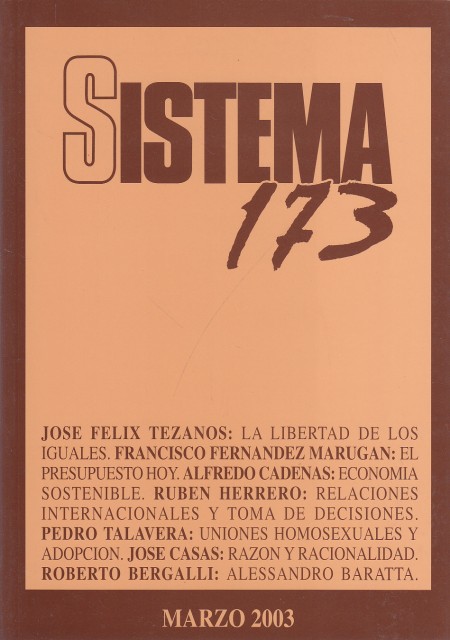 SISTEMA
173
JOSE FELIX TEZANOS: LA LIBERTAD DE LOS
IGUALES. FRANCISCO FERNANDEZ MARUGAN: EL
PRESUPUESTO HOY. ALFREDO CADENAS: ECONOMIA
SOSTENIBLE. RUBEN HERRERO: RELACIONES
INTERNACIONALES Y TOMA DE DECISIONES.
PEDRO TALAVERA: UNIONES HOMOSEXUALES Y
ADOPCION. JOSE CASAS: RAZON Y RACIONALIDAD.
ROBERTO BERGALLI: ALESSANDRO BARATTA.
MARZO 2003